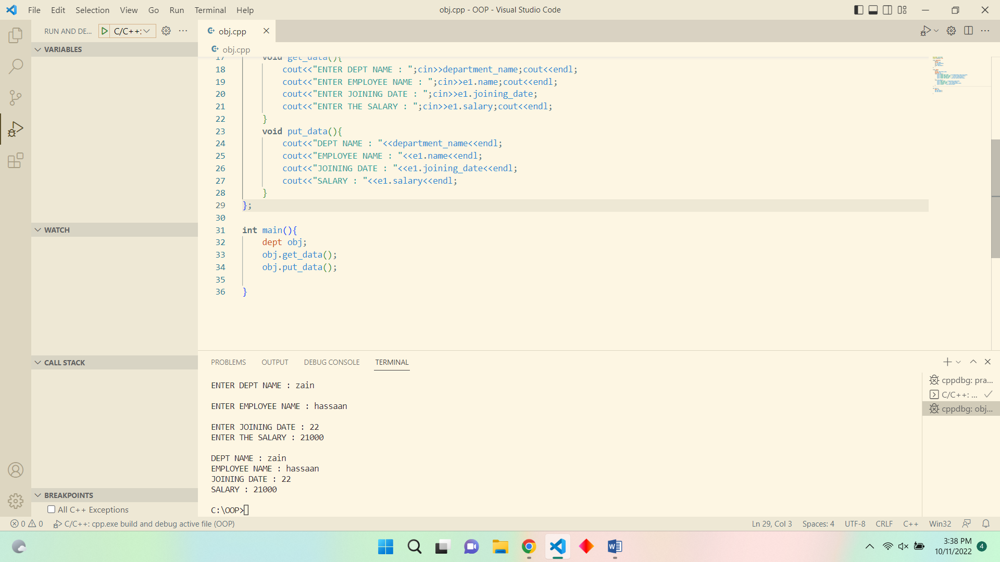 File Edit Selection View Go Run Terminal Help
obj.cpp - OOP - Visual Studio Code
RUN AND DE...
C/C++:
obj.cpp
VARIABLES
WATCH
CALL STACK
BREAKPOINTS
All C++ Exceptions
obj.cpp
17 void get_data(){
18 cout<<"ENTER DEPT NAME : ";cin>>department_name;cout<<endl;
19 cout<<"ENTER EMPLOYEE NAME : ";cin>>e1.name;cout<<endl;
20 cout<<"ENTER JOINING DATE : ";cin>>e1.joining_date;
21 cout<<"ENTER THE SALARY : ";cin>>e1.salary;cout<<endl;
22 }
23 void put_data(){
24 cout<<"DEPT NAME : "<<department_name<<endl;
25 cout<<"EMPLOYEE NAME : "<<e1.name<<endl;
26 cout<<"JOINING DATE : "<<e1.joining_date<<endl;
27 cout<<"SALARY : "<<e1.salary<<endl;
28 }
29 };
30
31 int main(){
32 dept obj;
33 obj.get_data();
34 obj.put_data();
35
36 }
PROBLEMS OUTPUT DEBUG CONSOLE TERMINAL
ENTER DEPT NAME : zain
ENTER EMPLOYEE NAME : hassaan
ENTER JOINING DATE : 22
ENTER THE SALARY : 21000
DEPT NAME : zain
EMPLOYEE NAME : hassaan
JOINING DATE : 22
SALARY : 21000
C:\OOP>
cppdbg: pra...
C/C++: ...
cppdbg: obj...
0 0 C/C++: cpp.exe build and debug active file (OOP)
Ln 29, Col 3 Spaces: 4 UTF-8 CRLF C++ Win32
3:38 PM
10/11/2022
4